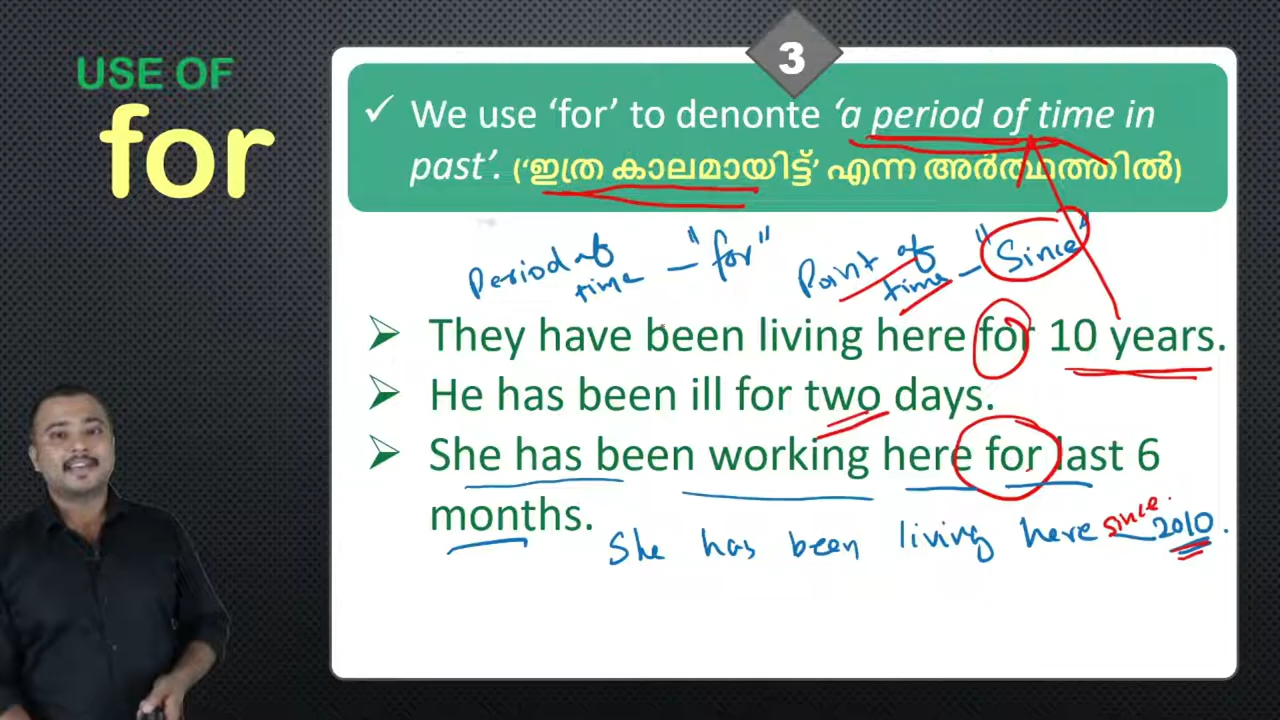 USE OF
for
3
✓ We use ‘for’ to denonte ‘a period of time in
past’. (‘ഇത്ര കാലമായിട്ട്’ എന്ന അർത്ഥത്തിൽ)
Period of
time – "for"
Point of
time – "Since"
➤ They have been living here for 10 years.
➤ He has been ill for two days.
➤ She has been working here for last 6
months.
She has been living here since 2010.